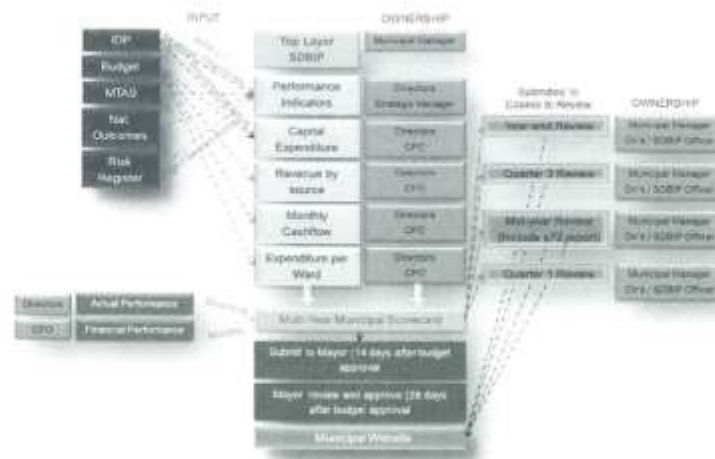 INPUT
OWNERSHIP
IDP
Budget
MTAS
Nat. Outcomes
Risk Register
Top Layer
SDBIP
Municipal Manager
Performance
Indicators
Directors
Strategic Manager
Capital
Expenditure
Directors
CFO
Revenue by
source
Directors
CFO
Monthly
Cashflow
Directors
CFO
Expenditure per
Ward
Directors
CFO
Submitted to
Council to Review
OWNERSHIP
Year-end Review
Municipal Manager
Dir's / SDBIP Officer
Quarter 3 Review
Municipal Manager
Dir's / SDBIP Officer
Mid-year Review
(Include s72 report)
Municipal Manager
Dir's / SDBIP Officer
Quarter 1 Review
Municipal Manager
Dir's / SDBIP Officer
Directors
Actual Performance
CFO
Financial Performance
Multi-Year Municipal Scorecard
Submit to Mayor (14 days after budget
approval
Mayor review and approve (28 days
after budget approval
Municipal Website